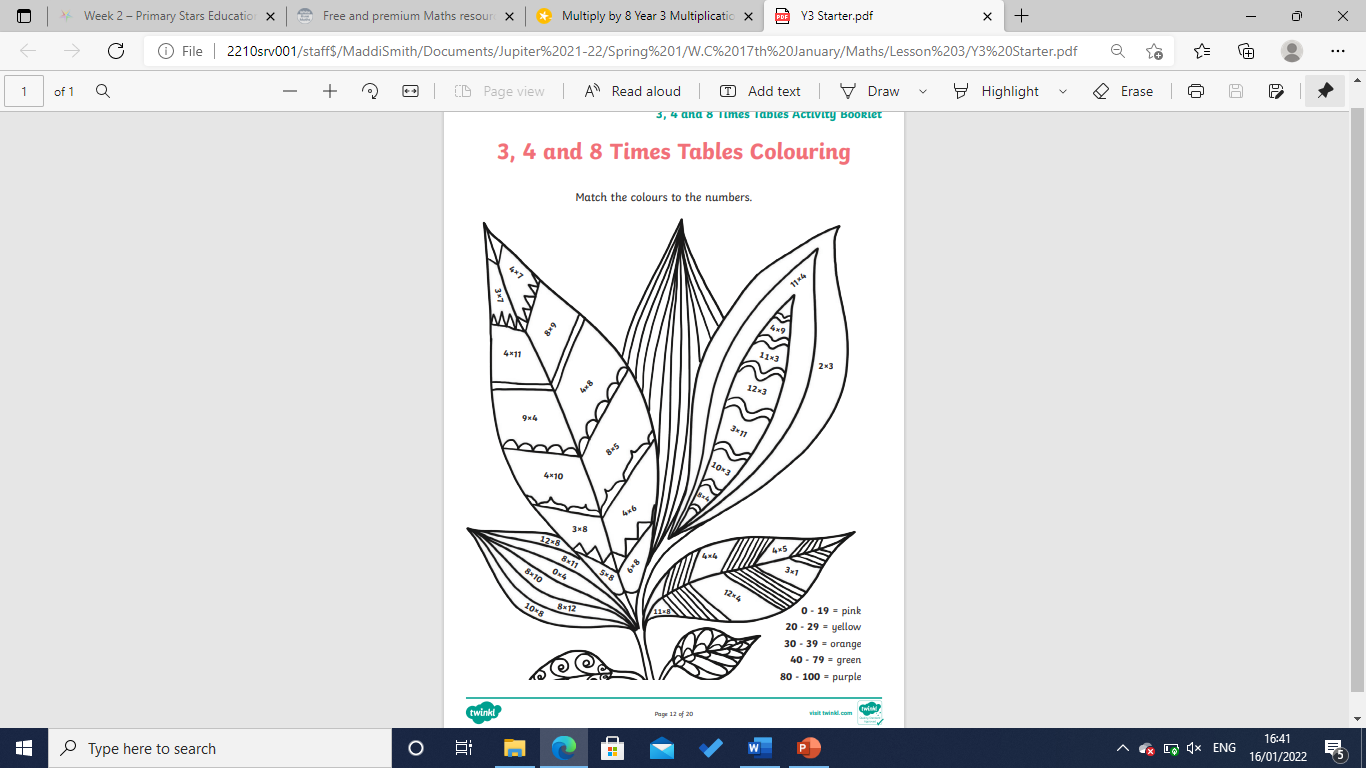 Week 2 – Primary Stars Educatio
Free and premium Maths resour
Multiply by 8 Year 3 Multiplicatio
Y3 Starter.pdf
File
2210srv001/staff$/MaddiSmith/Documents/Jupiter%2021-22/Spring%201/W.C%2017th%20January/Maths/Lesson%203/Y3%20Starter.pdf
1 of 1
Page view
Read aloud
Add text
Draw
Highlight
Erase
3, 4 and 8 Times Tables Activity Booklet
3, 4 and 8 Times Tables Colouring
Match the colours to the numbers.
4×7
3×7
8×9
4×11
4×8
9×4
8×5
4×10
4×6
3×8
6×8
5×8
11×4
4×9
11×3
12×3
3×11
10×3
8×4
2×3
12×8
8×11
0×4
8×10
8×12
10×8
4×4
4×5
3×1
12×4
11×8
0 - 19 = pink
20 - 29 = yellow
30 - 39 = orange
40 - 79 = green
80 - 100 = purple
twinkl
Page 12 of 20
visit twinkl.com
twinkl
Type here to search
ENG
16:41
16/01/2022
5